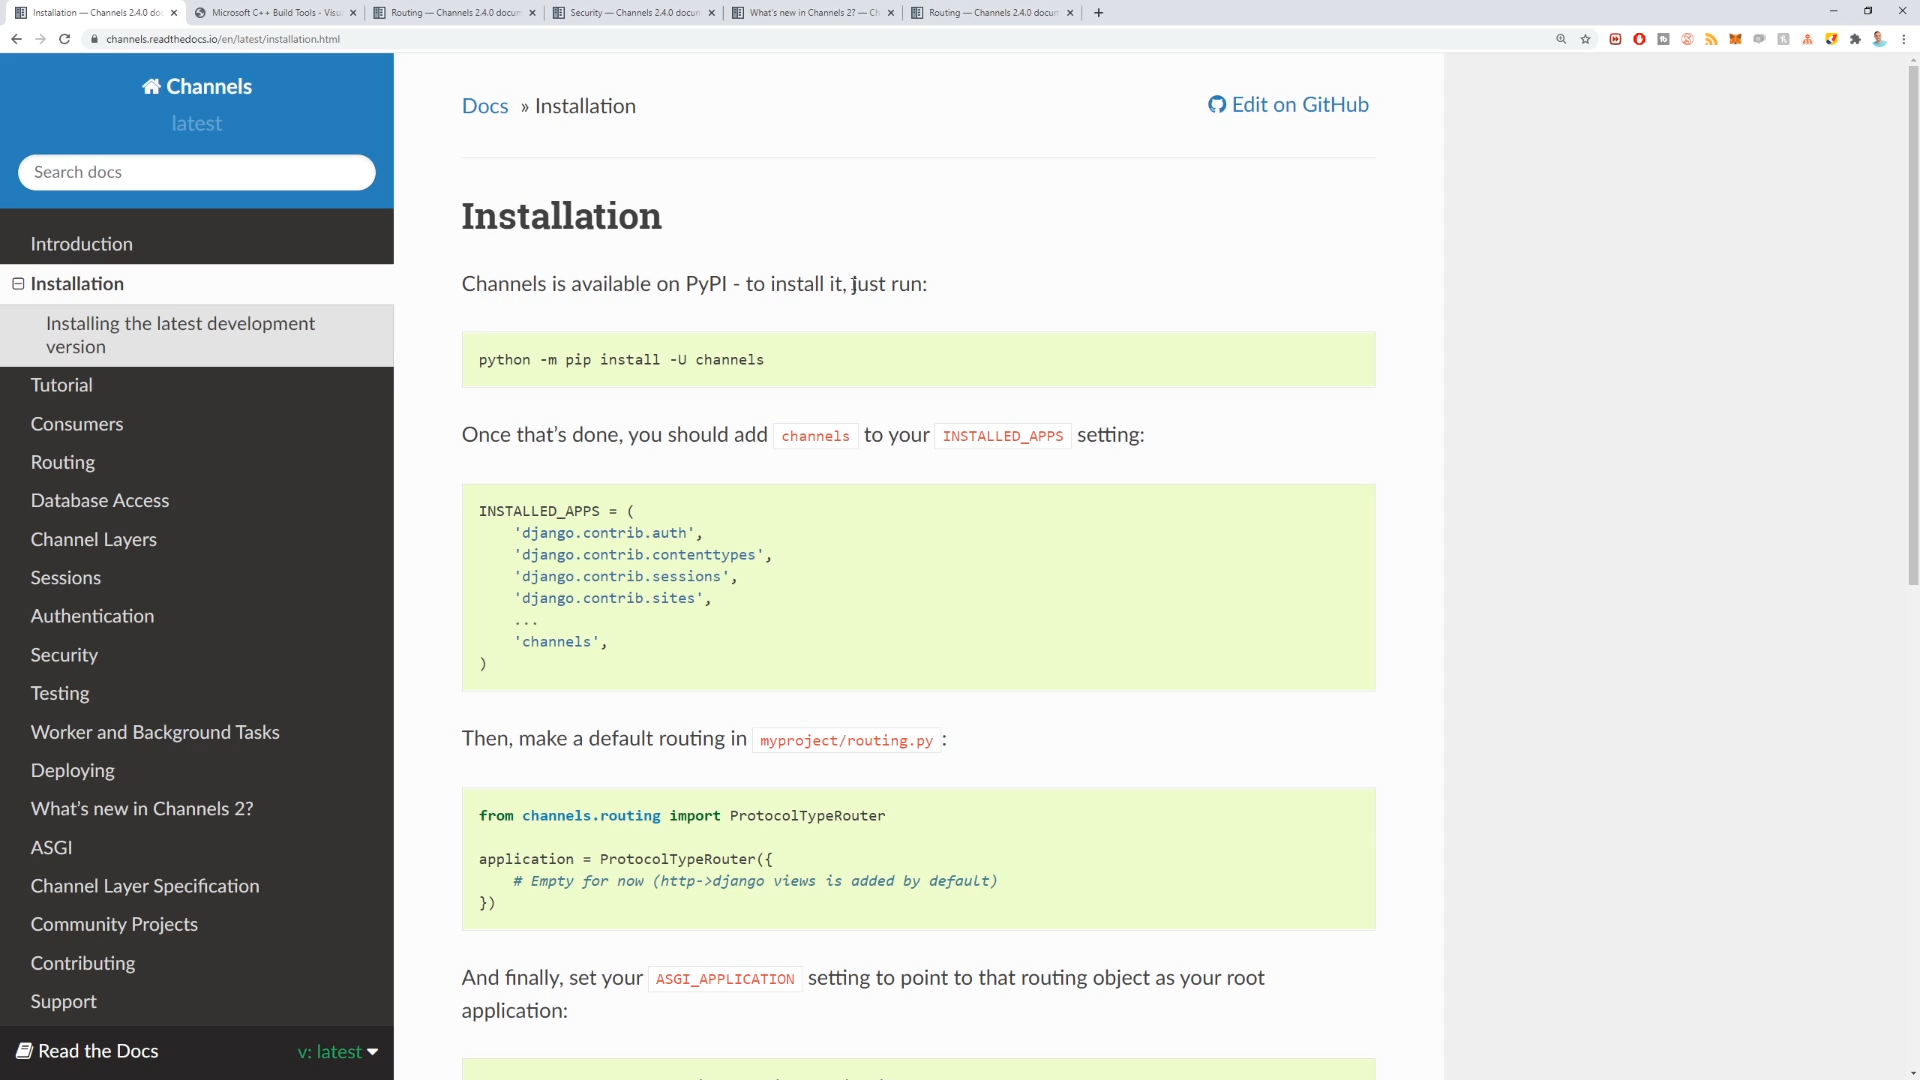 Installation — Channels 2.4.0 doc
Microsoft C++ Build Tools - Visu
Routing — Channels 2.4.0 docum
Security — Channels 2.4.0 docum
What's new in Channels 2? — Ch
Routing — Channels 2.4.0 docum
channels.readthedocs.io/en/latest/installation.html
Channels
latest
Search docs
Introduction
Installation
Installing the latest development
version
Tutorial
Consumers
Routing
Database Access
Channel Layers
Sessions
Authentication
Security
Testing
Worker and Background Tasks
Deploying
What's new in Channels 2?
ASGI
Channel Layer Specification
Community Projects
Contributing
Support
Read the Docs
v: latest
Docs » Installation
Edit on GitHub
Installation
Channels is available on PyPI - to install it, just run:
python -m pip install -U channels
Once that's done, you should add channels to your INSTALLED_APPS setting:
INSTALLED_APPS = (
'django.contrib.auth',
'django.contrib.contenttypes',
'django.contrib.sessions',
'django.contrib.sites',
...
'channels',
)
Then, make a default routing in myproject/routing.py :
from channels.routing import ProtocolTypeRouter
application = ProtocolTypeRouter({
# Empty for now (http->django views is added by default)
})
And finally, set your ASGI_APPLICATION setting to point to that routing object as your root
application: